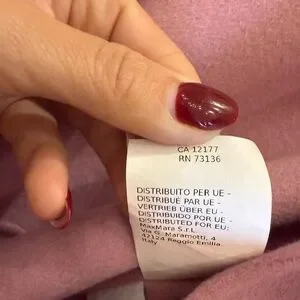 CA 12177
RN 73136
DISTRIBUITO PER UE -
DISTRIBUÉ PAR UE -
VERTRIEB ÜBER EU -
DISTRIBUIDO POR UE -
DISTRIBUTED FOR EU:
MaxMara S.r.l.
Via G. Maramotti, 4
42124 Reggio Emilia
Italy